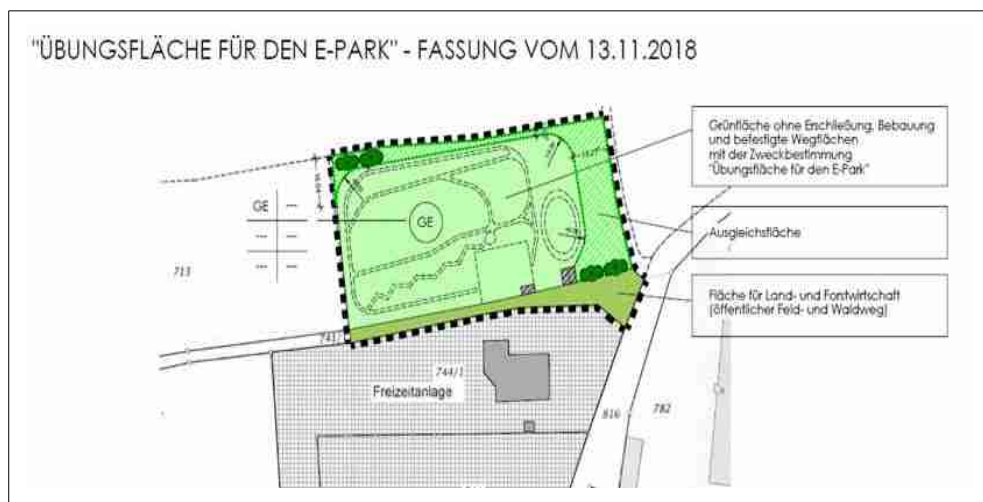 "ÜBUNGSFLÄCHE FÜR DEN E-PARK" - FASSUNG VOM 13.11.2018
Grünfläche ohne Erschließung, Bebauung
und befestigte Wegflächen
mit der Zweckbestimmung
"Übungsfläche für den E-Park"
GE ---
--- ---
--- ---
GE
Ausgleichsfläche
713
Fläche für Land- und Fontwirtschaft
(öffentlicher Feld- und Waldweg)
744/1
Freizeitanlage
816
782